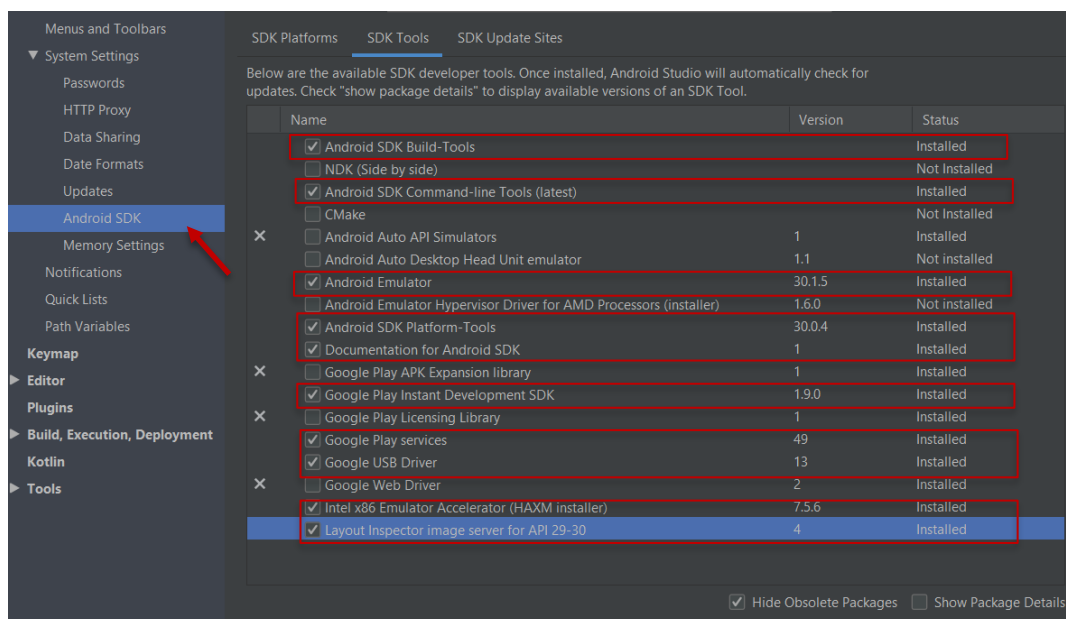 Menus and Toolbars
System Settings
Passwords
HTTP Proxy
Data Sharing
Date Formats
Updates
Android SDK
Memory Settings
Notifications
Quick Lists
Path Variables
Keymap
Editor
Plugins
Build, Execution, Deployment
Kotlin
Tools
SDK Platforms SDK Tools SDK Update Sites
Below are the available SDK developer tools. Once installed, Android Studio will automatically check for
updates. Check "show package details" to display available versions of an SDK Tool.
Name Version Status
Android SDK Build-Tools Installed
NDK (Side by side) Not Installed
Android SDK Command-line Tools (latest) Installed
CMake Not Installed
Android Auto API Simulators 1 Installed
Android Auto Desktop Head Unit emulator 1.1 Not installed
Android Emulator 30.1.5 Installed
Android Emulator Hypervisor Driver for AMD Processors (installer) 1.6.0 Not installed
Android SDK Platform-Tools 30.0.4 Installed
Documentation for Android SDK 1 Installed
Google Play APK Expansion library 1 Installed
Google Play Instant Development SDK 1.9.0 Installed
Google Play Licensing Library 1 Installed
Google Play services 49 Installed
Google USB Driver 13 Installed
Google Web Driver 2 Installed
Intel x86 Emulator Accelerator (HAXM installer) 7.5.6 Installed
Layout Inspector image server for API 29-30 4 Installed
Hide Obsolete Packages Show Package Details